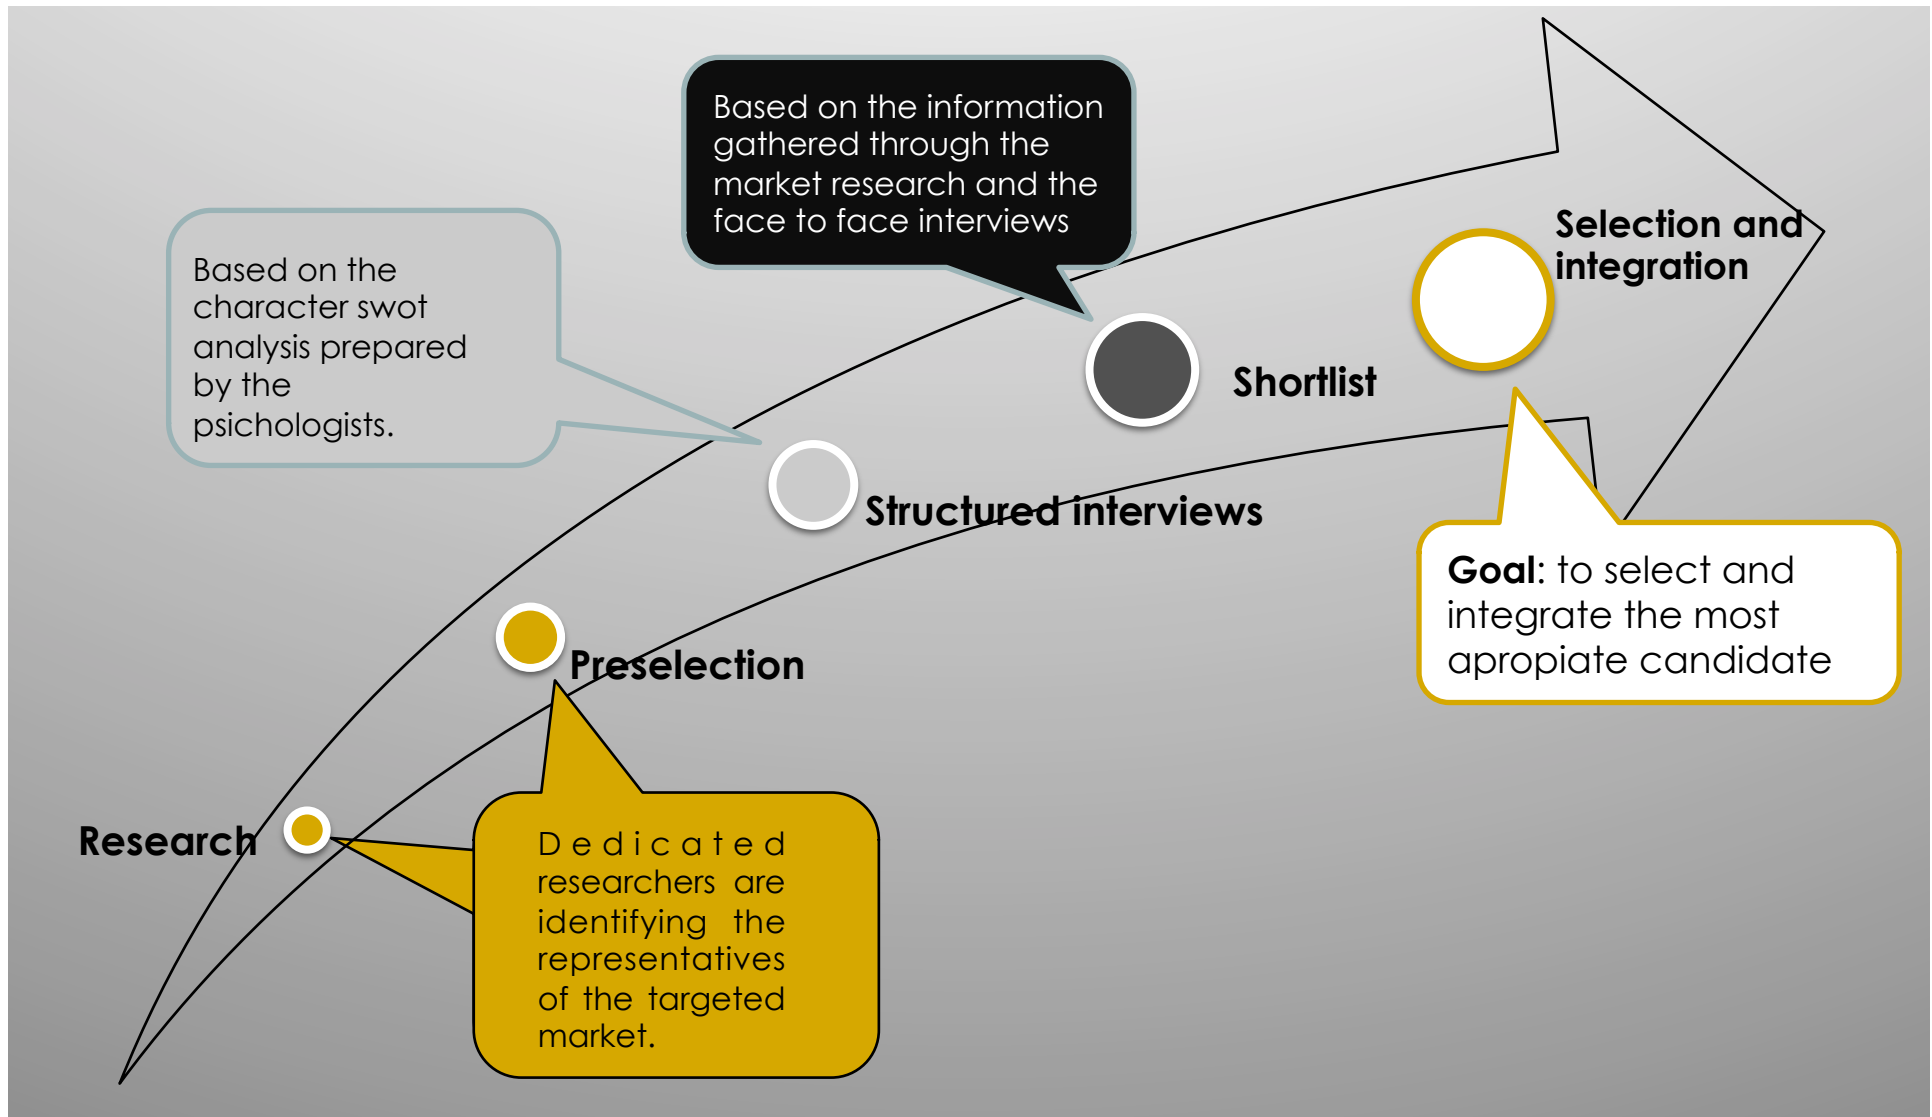 Based on the information
gathered through the
market research and the
face to face interviews
Selection and
integration
Based on the
character swot
analysis prepared
by the
psichologists.
Shortlist
Structured interviews
Goal: to select and
integrate the most
apropiate candidate
Preselection
Research
Dedicated
researchers are
identifying the
representatives
of the targeted
market.